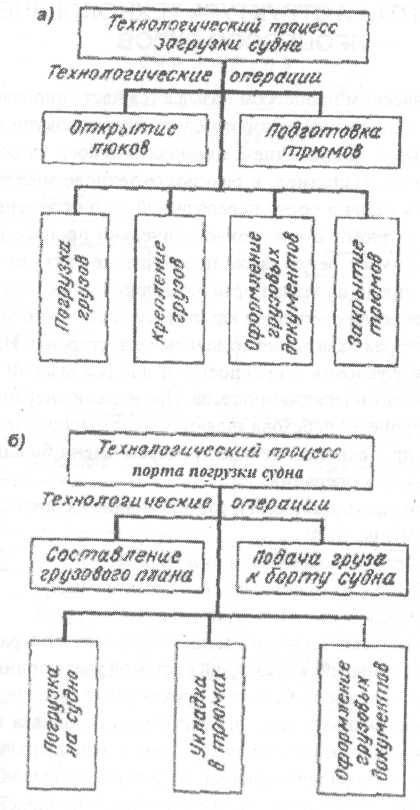 а)
Технологический процесс
загрузки судна
Технологические операции
Открытие
люков
Подготовка
трюмов
Погрузка
грузов
Крепление
грузов
Оформление
грузовых
документов
Закрытие
трюмов
б)
Технологический процесс
порта погрузки судна
Технологические операции
Составление
грузового плана
Подача груза
к борту судна
Погрузка
на судно
Укладка
в трюмах
Оформление
грузовых
документов